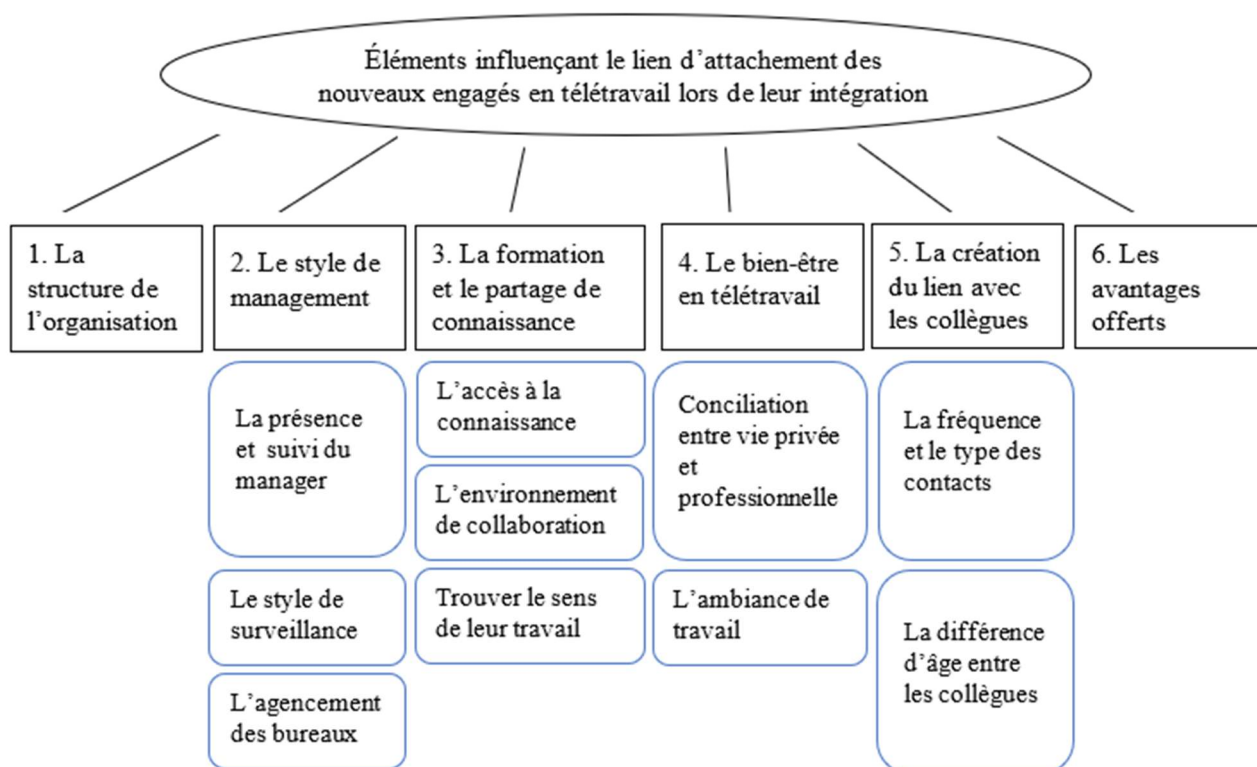 Éléments influençant le lien d’attachement des
nouveaux engagés en télétravail lors de leur intégration
1. La
structure de
l’organisation
2. Le style de
management
3. La formation
et le partage de
connaissance
4. Le bien-être
en télétravail
5. La création
du lien avec
les collègues
6. Les
avantages
offerts
La présence
et suivi du
manager
Le style de
surveillance
L’agencement
des bureaux
L’accès à la
connaissance
L’environnement
de collaboration
Trouver le sens
de leur travail
Conciliation
entre vie privée
et
professionnelle
L’ambiance de
travail
La fréquence
et le type des
contacts
La différence
d’âge entre
les collègues